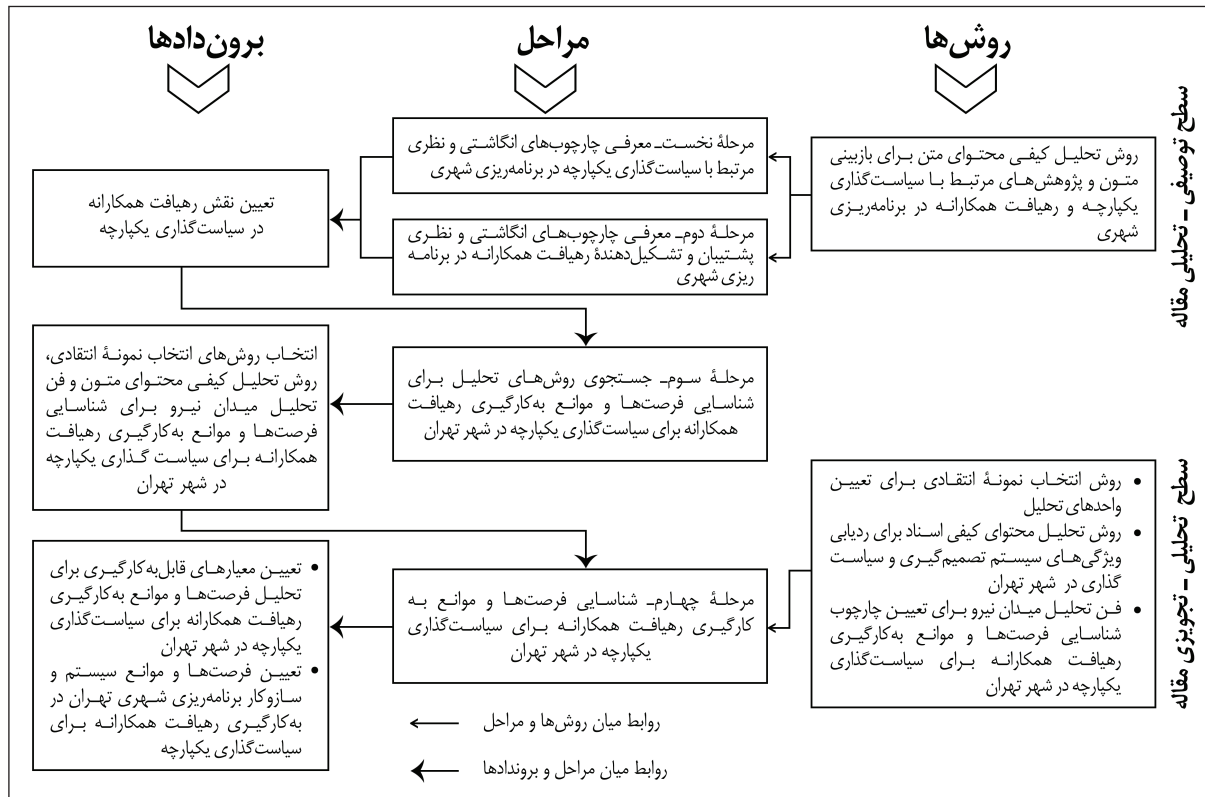 روش‌ها
مراحل
برون‌دادها
سطح توصیفی ـ تحلیلی مقاله
روش تحلیل کیفی محتوای متن برای بازبینی
متون و پژوهش‌های مرتبط با سیاست‌گذاری
یکپارچه و رهیافت همکارانه در برنامه‌ریزی
شهری
مرحلهٔ نخست‌ـ معرفی چارچوب‌های انگاشتی و نظری
مرتبط با سیاست‌گذاری یکپارچه در برنامه‌ریزی شهری
مرحلهٔ دوم‌ـ معرفی چارچوب‌های انگاشتی و نظری
پشتیبان و تشکیل‌دهندهٔ رهیافت همکارانه در برنامه
ریزی شهری
تعیین نقش رهیافت همکارانه
در سیاست‌گذاری یکپارچه
مرحلهٔ سوم‌ـ جستجوی روش‌های تحلیل برای
شناسایی فرصت‌ها و موانع به‌کارگیری رهیافت
همکارانه برای سیاست‌گذاری یکپارچه در شهر تهران
انتخاب روش‌های انتخاب نمونهٔ انتقادی،
روش تحلیل کیفی محتوای متون و فن
تحلیل میدان نیرو برای شناسایی
فرصت‌ها و موانع به‌کارگیری رهیافت
همکارانه برای سیاست گذاری یکپارچه
در شهر تهران
سطح تحلیلی ـ تجویزی مقاله
• روش انتخاب نمونهٔ انتقادی برای تعیین
واحدهای تحلیل
• روش تحلیل محتوای کیفی اسناد برای ردیابی
ویژگی‌های سیستم تصمیم‌گیری و سیاست
گذاری در شهر تهران
• فن تحلیل میدان نیرو برای تعیین چارچوب
شناسایی فرصت‌ها و موانع به‌کارگیری
رهیافت همکارانه برای سیاست‌گذاری
یکپارچه در شهر تهران
مرحلهٔ چهارم‌ـ شناسایی فرصت‌ها و موانع به
کارگیری رهیافت همکارانه برای سیاست‌گذاری
یکپارچه در شهر تهران
• تعیین معیارهای قابل‌به‌کارگیری برای
تحلیل فرصت‌ها و موانع به‌کارگیری
رهیافت همکارانه برای سیاست‌گذاری
یکپارچه در شهر تهران
• تعیین فرصت‌ها و موانع سیستم و
سازوکار برنامه‌ریزی شهری تهران در
به‌کارگیری رهیافت همکارانه برای
سیاست‌گذاری یکپارچه
روابط میان روش‌ها و مراحل
روابط میان مراحل و بروندادها